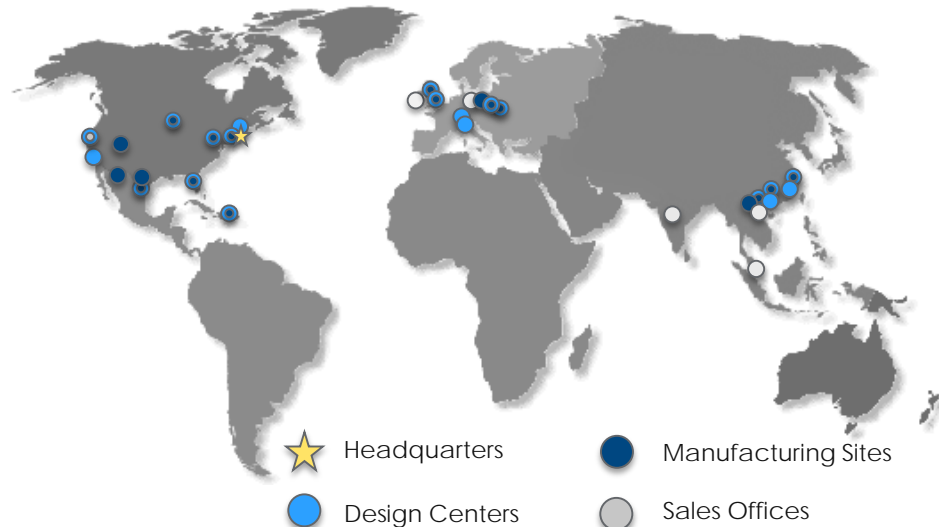 Headquarters
Manufacturing Sites
Design Centers
Sales Offices